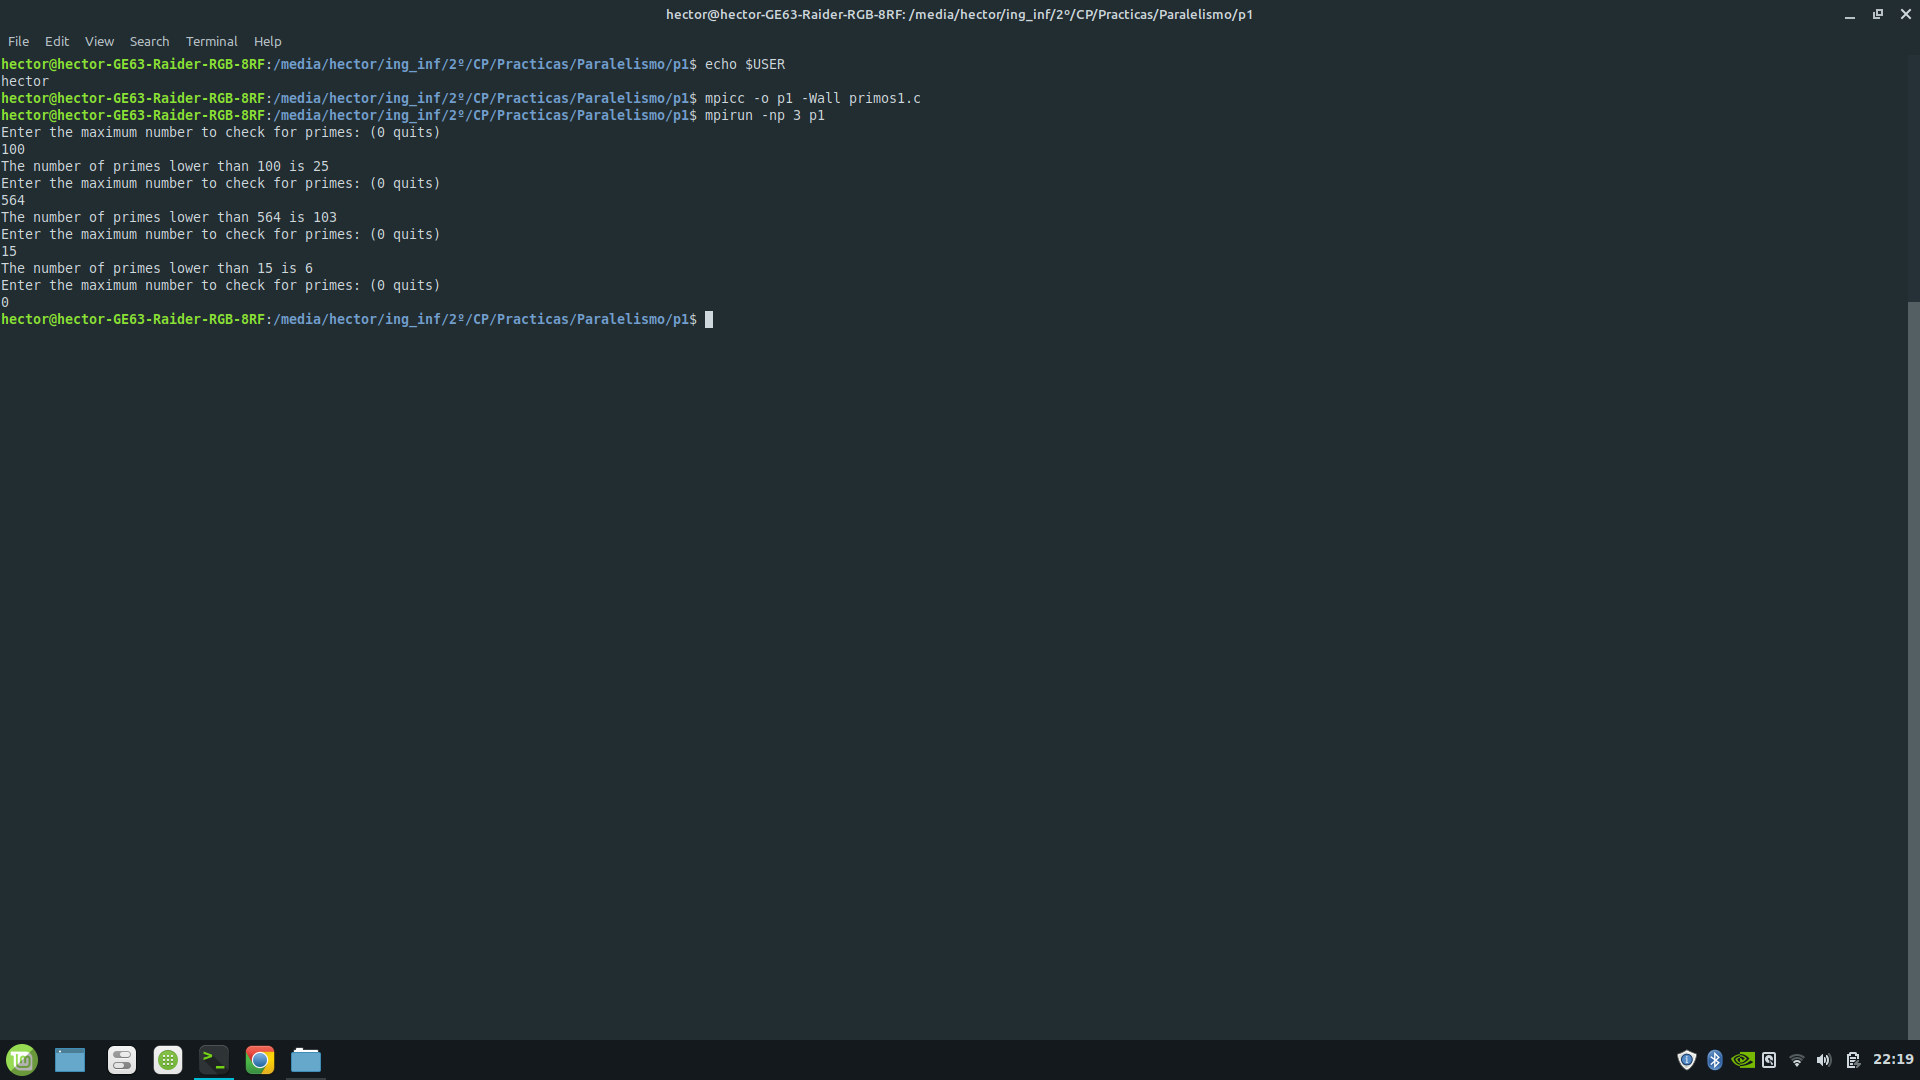 hector@hector-GE63-Raider-RGB-8RF: /media/hector/ing_inf/2º/CP/Practicas/Paralelismo/p1
File Edit View Search Terminal Help
hector@hector-GE63-Raider-RGB-8RF:/media/hector/ing_inf/2º/CP/Practicas/Paralelismo/p1$ echo $USER
hector
hector@hector-GE63-Raider-RGB-8RF:/media/hector/ing_inf/2º/CP/Practicas/Paralelismo/p1$ mpicc -o p1 -Wall primos1.c
hector@hector-GE63-Raider-RGB-8RF:/media/hector/ing_inf/2º/CP/Practicas/Paralelismo/p1$ mpirun -np 3 p1
Enter the maximum number to check for primes: (0 quits)
100
The number of primes lower than 100 is 25
Enter the maximum number to check for primes: (0 quits)
564
The number of primes lower than 564 is 103
Enter the maximum number to check for primes: (0 quits)
15
The number of primes lower than 15 is 6
Enter the maximum number to check for primes: (0 quits)
0
hector@hector-GE63-Raider-RGB-8RF:/media/hector/ing_inf/2º/CP/Practicas/Paralelismo/p1$
22:19